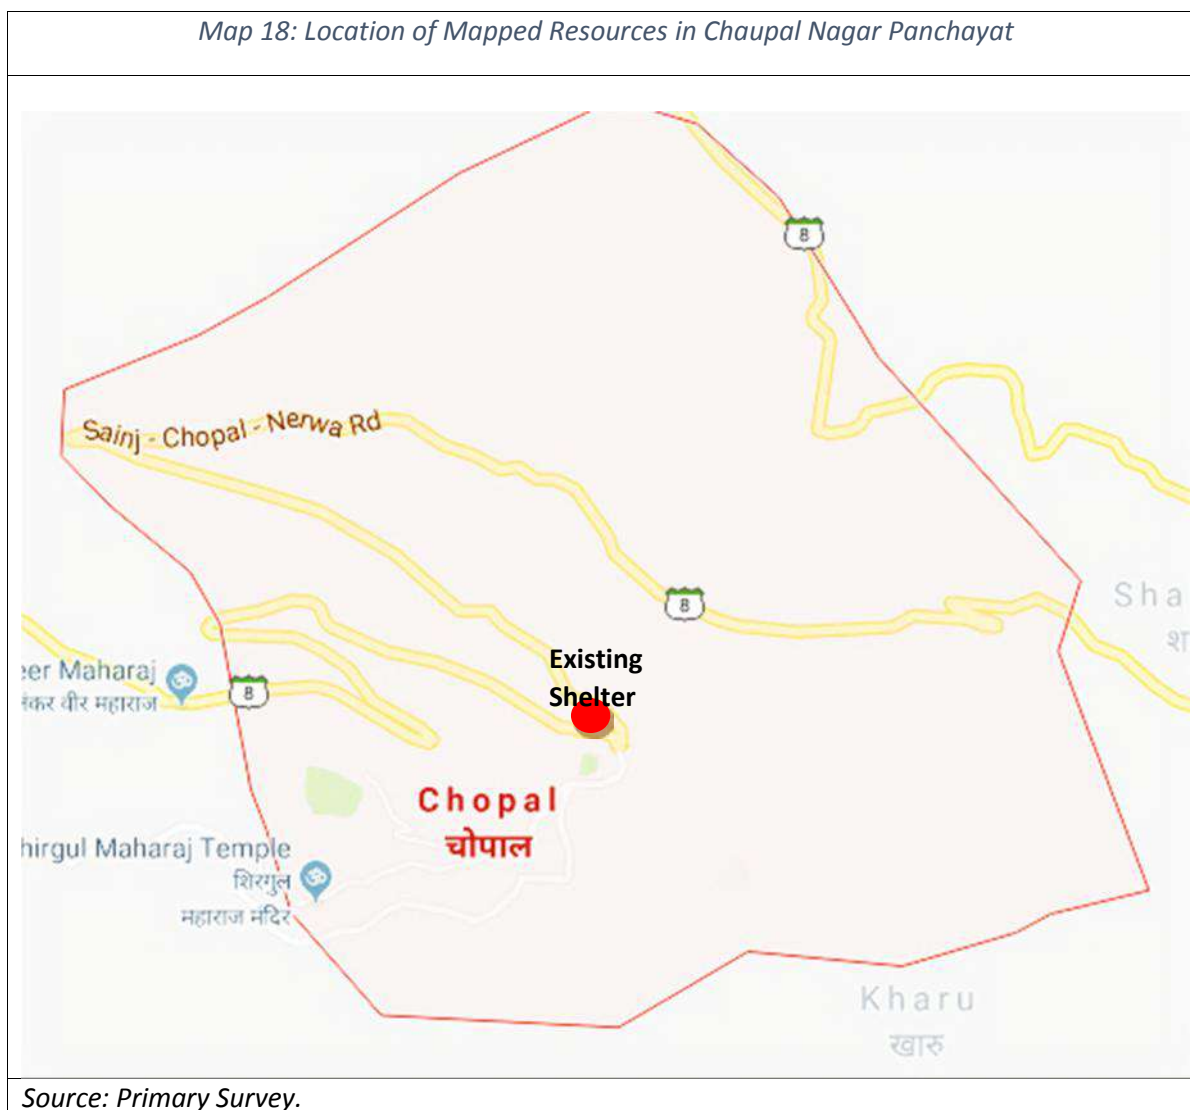 Map 18: Location of Mapped Resources in Chaupal Nagar Panchayat
8
Sainj - Chopal - Nerwa Rd
8
Sha
श
Existing
Shelter
eer Maharaj
कर वीर महाराज
8
Chopal
चोपाल
hirgul Maharaj Temple
शिरगुल
महाराज मंदिर
Kharu
खारु
Source: Primary Survey.